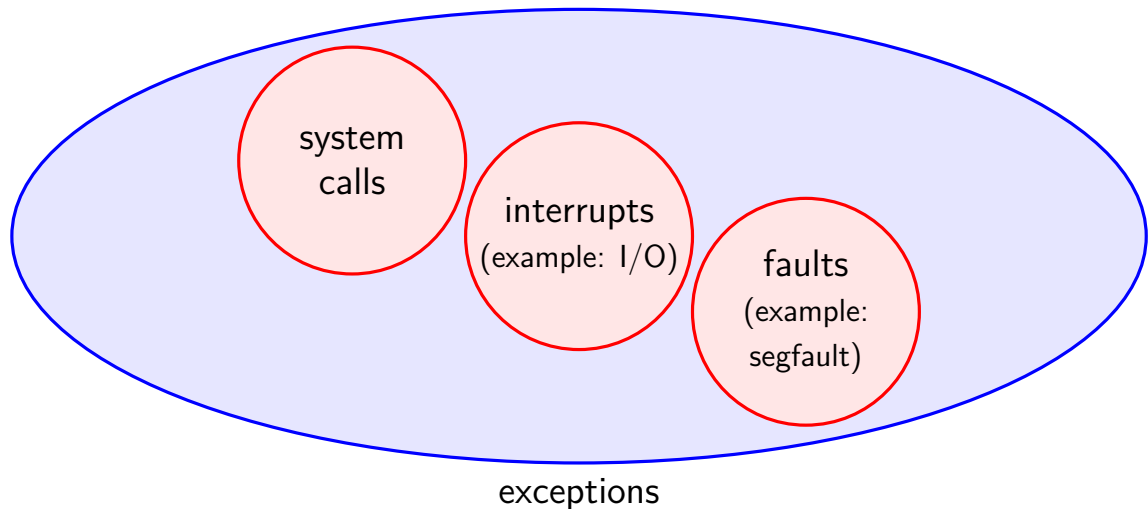 system
calls
interrupts
(example: I/O)
faults
(example:
segfault)
exceptions